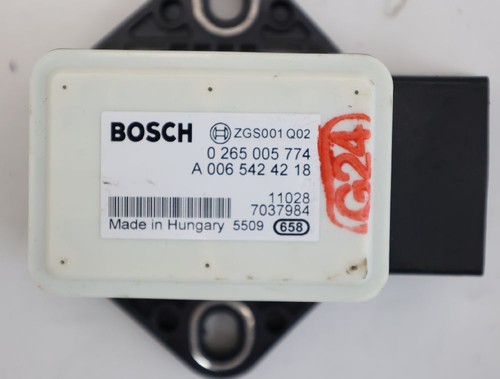 BOSCH ZGS001 Q02
0 265 005 774
A 006 542 42 18
11028
7037984
Made in Hungary 5509 658
G24